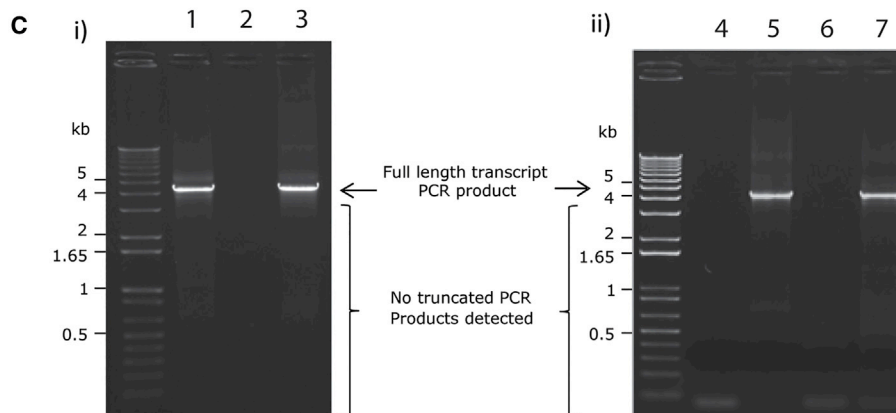 c
i)
1 2 3
kb
5
4
2
1.65
1
0.5
Full length transcript
PCR product
No truncated PCR
Products detected
ii)
4 5 6 7
kb
5
4
2
1.65
1
0.5